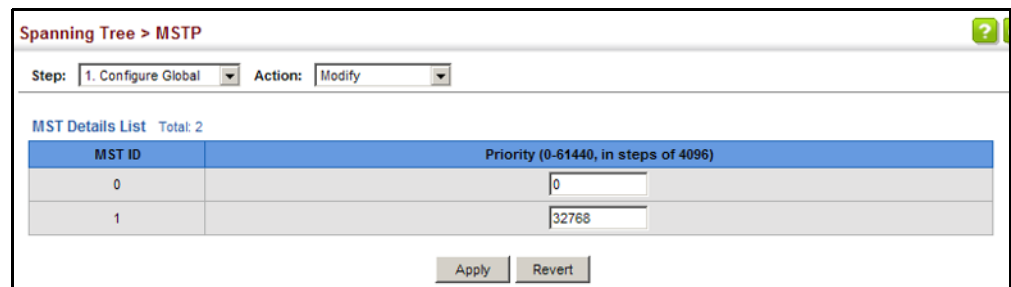 Spanning Tree > MSTP
?
Step: 1. Configure Global Action: Modify
MST Details List Total: 2
MST ID Priority (0-61440, in steps of 4096)
0 0
1 32768
Apply Revert